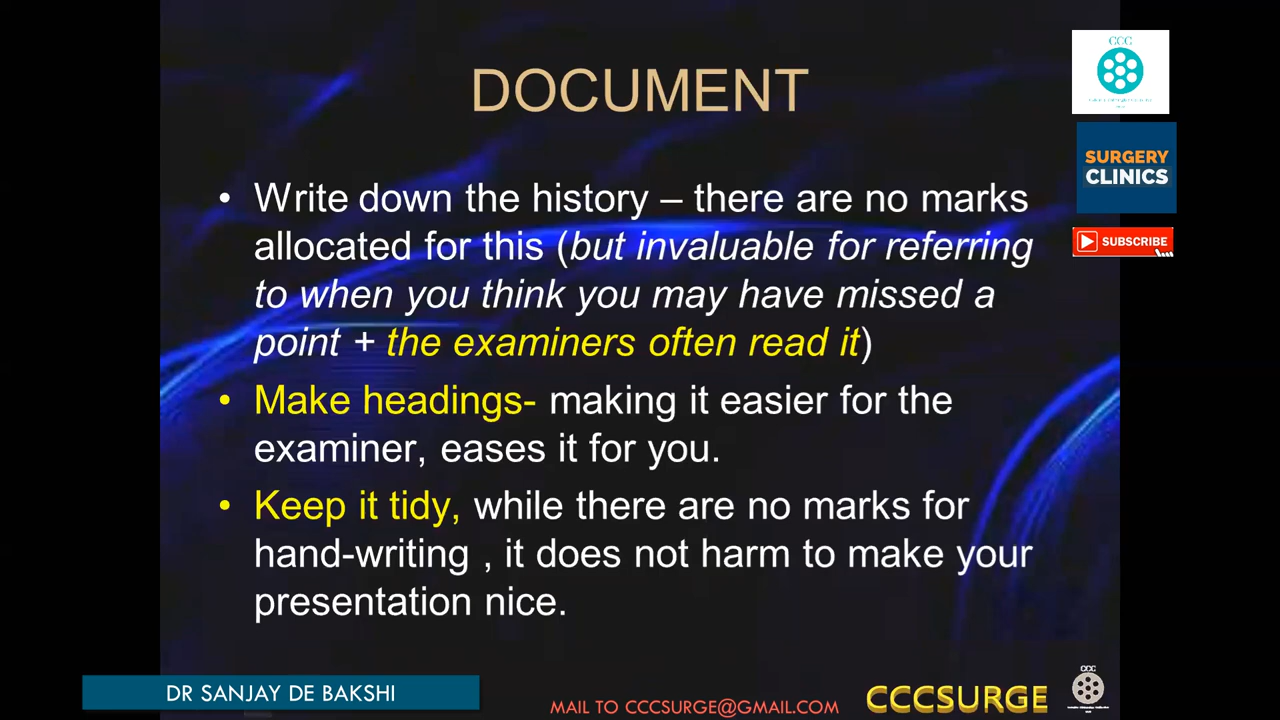 DOCUMENT
CCC
SURGERY
CLINICS
SUBSCRIBE
• Write down the history – there are no marks
allocated for this (but invaluable for referring
to when you think you may have missed a
point + the examiners often read it)
• Make headings- making it easier for the
examiner, eases it for you.
• Keep it tidy, while there are no marks for
hand-writing , it does not harm to make your
presentation nice.
DR SANJAY DE BAKSHI
MAIL TO CCCSURGE@GMAIL.COM
CCCSURGE
CCC